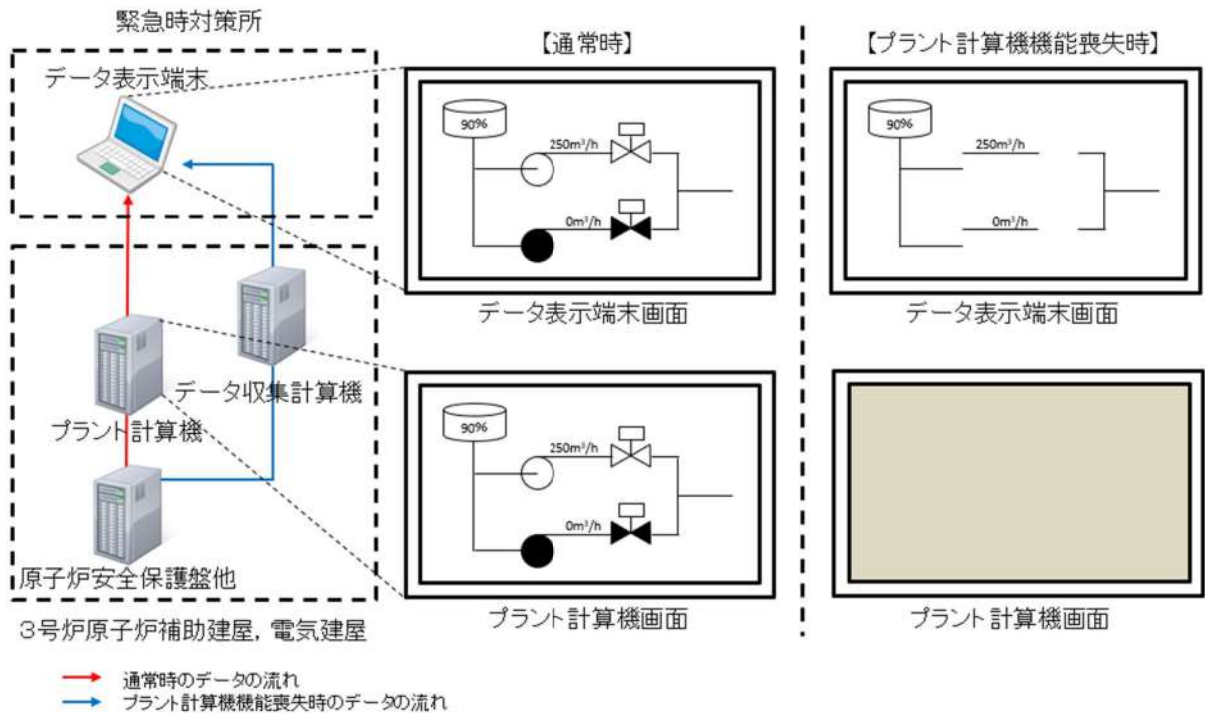 緊急時対策所
データ表示端末
データ収集計算機
プラント計算機
原子炉安全保護盤他
3号炉原子炉補助建屋,電気建屋
【通常時】
90%
250m³/h
0m³/h
データ表示端末画面
90%
250m³/h
0m³/h
プラント計算機画面
【プラント計算機機能喪失時】
90%
250m³/h
0m³/h
データ表示端末画面
プラント計算機画面
通常時のデータの流れ
プラント計算機機能喪失時のデータの流れ